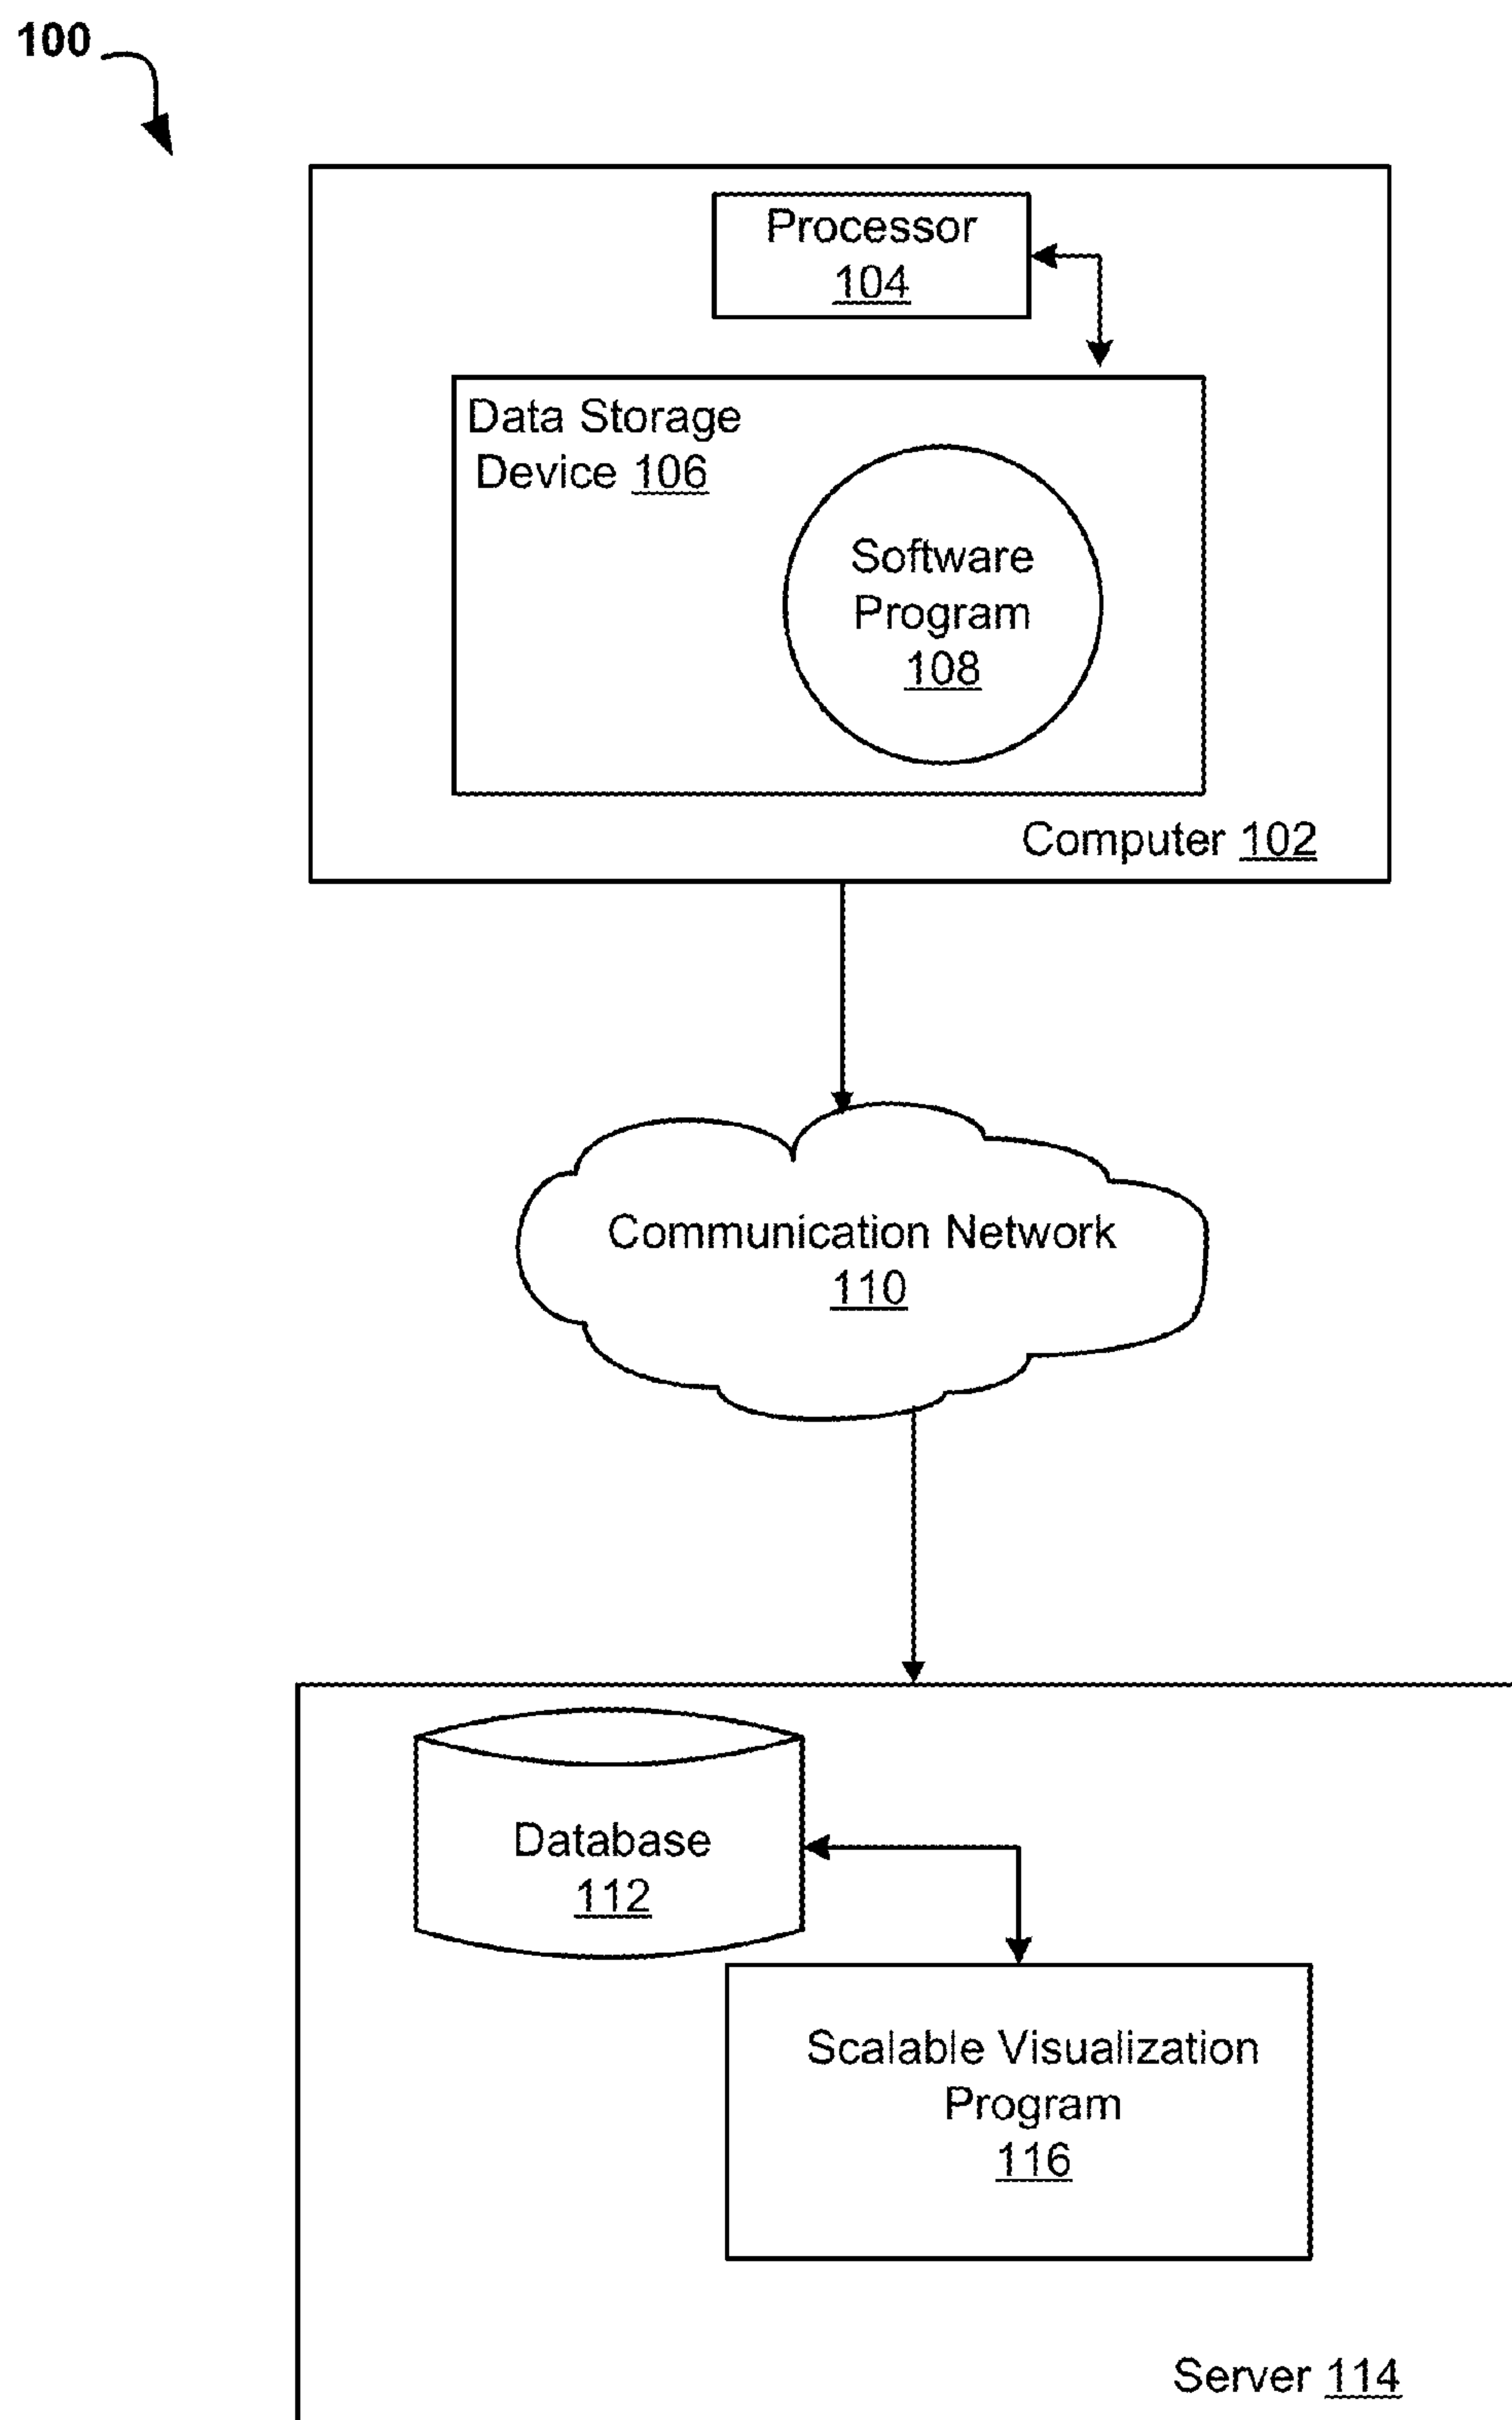 100
Processor
104
Data Storage
Device 106
Software
Program
108
Computer 102
Communication Network
110
Database
112
Scalable Visualization
Program
116
Server 114